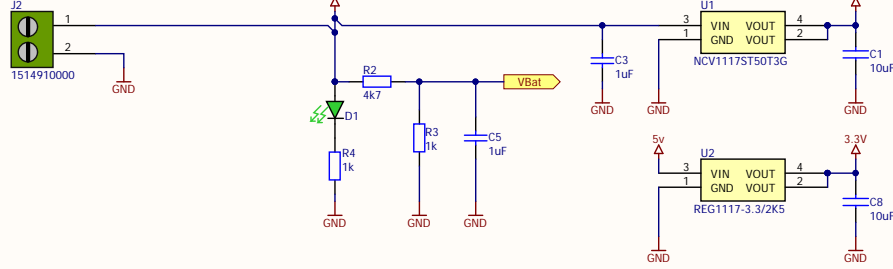 J2
1
2
1514910000
GND
R2
4k7
VBat
D1
R4
1k
GND
R3
1k
GND
C5
1uF
GND
C3
1uF
GND
U1
3 VIN VOUT 4
1 GND VOUT 2
NCV1117ST50T3G
GND
C1
10uF
GND
5v
U2
3.3V
3 VIN VOUT 4
1 GND VOUT 2
REG1117-3.3/2K5
GND
C8
10uF
GND